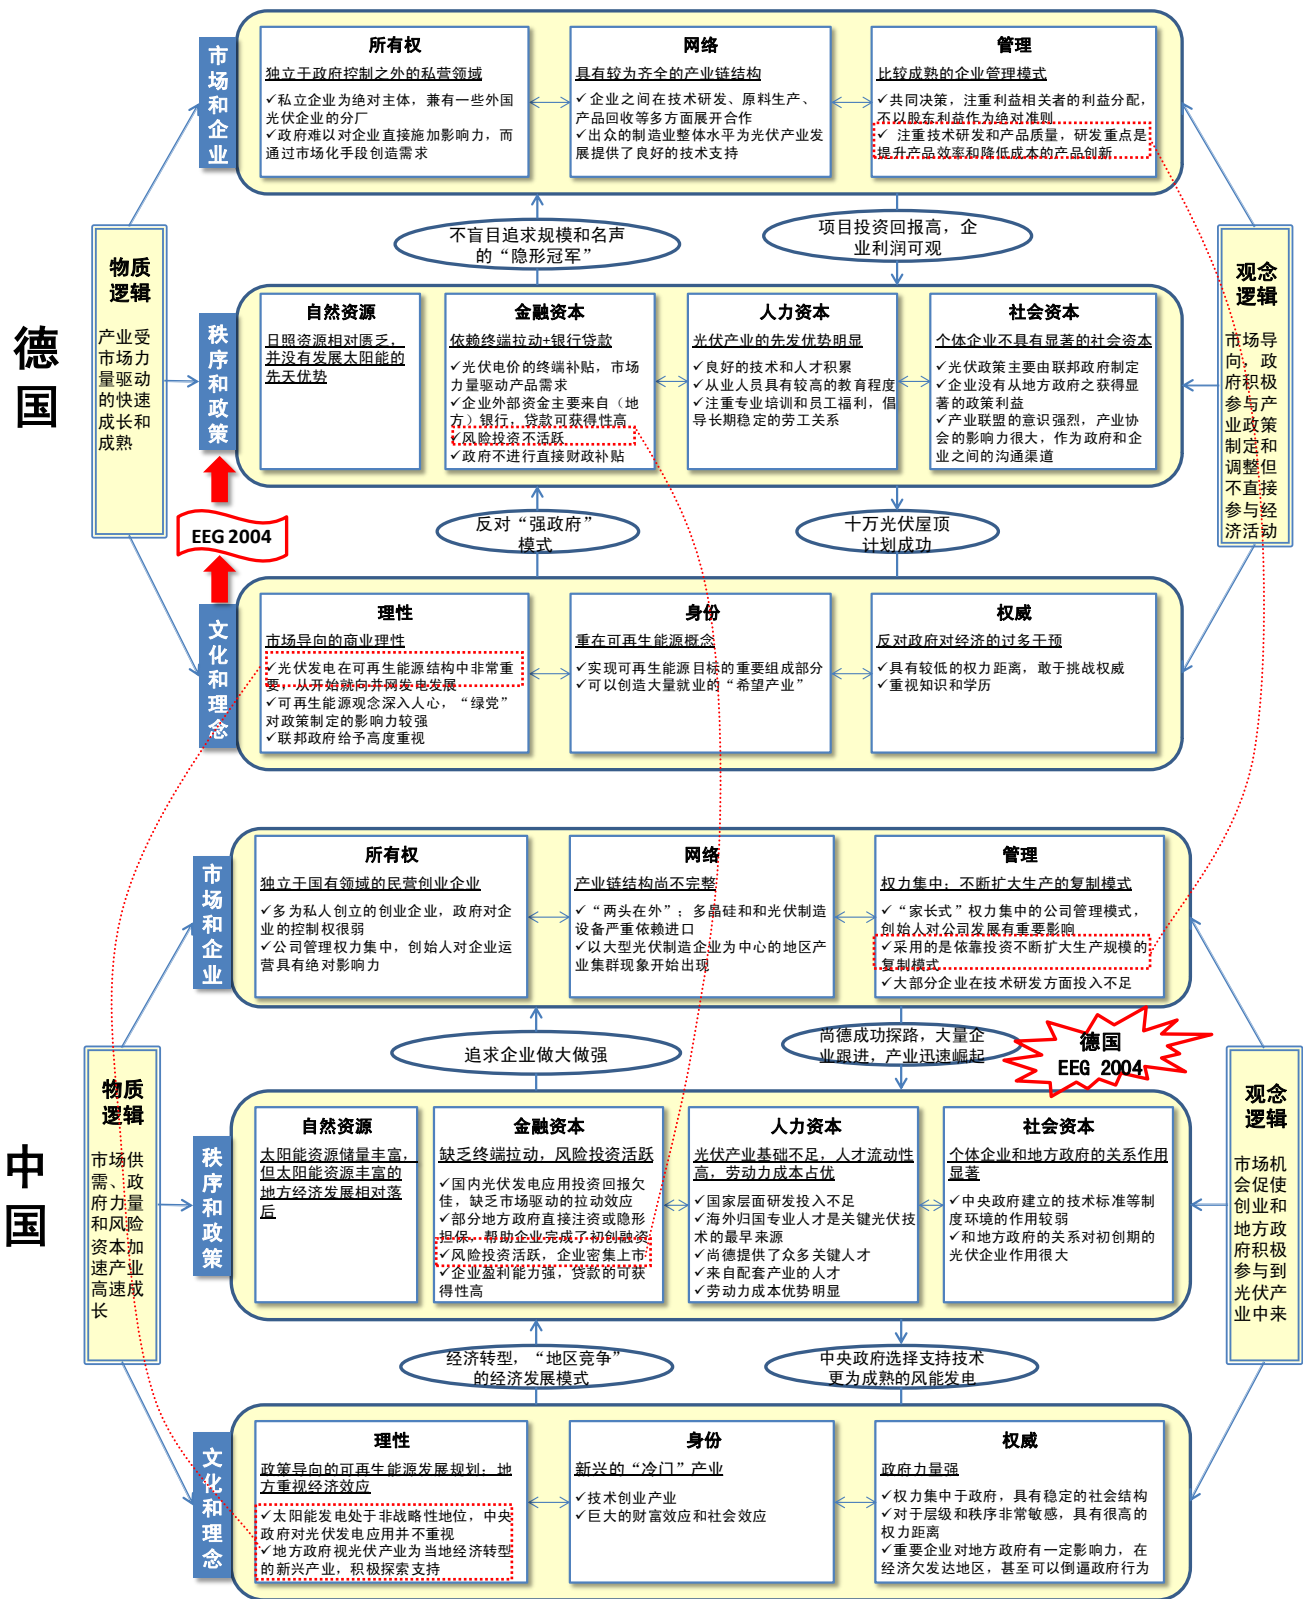 德国
市场和企业
所有权
独立于政府控制之外的私营领域
✓私立企业为绝对主体，兼有一些外国
光伏企业的分厂
✓政府难以对企业直接施加影响力，而
通过市场化手段创造需求
网络
具有较为齐全的产业链结构
✓企业之间在技术研发、原料生产、
产品回收等多方面展开合作
✓出众的制造业整体水平为光伏产业发
展提供了良好的技术支持
管理
比较成熟的企业管理模式
✓共同决策，注重利益相关者的利益分配，
不以股东利益作为绝对准则
✓ 注重技术研发和产品质量，研发重点是
提升产品效率和降低成本的产品创新
不盲目追求规模和名声
的“隐形冠军”
项目投资回报高，企
业利润可观
物质
逻辑
产业受
市场力
量驱动
的快速
成长和
成熟
观念
逻辑
市场导
向，政
府积极
参与产
业政策
制定和
调整但
不直接
参与经
济活动
秩序和政策
自然资源
日照资源相对匮乏，
并没有发展太阳能的
先天优势
金融资本
依赖终端拉动+银行贷款
✓光伏电价的终端补贴，市场
力量驱动产品需求
✓企业外部资金主要来自（地
方）银行，贷款可获得性高
✓风险投资不活跃
✓政府不进行直接财政补贴
人力资本
光伏产业的先发优势明显
✓良好的技术和人才积累
✓从业人员具有较高的教育程度
✓注重专业培训和员工福利，倡
导长期稳定的劳工关系
社会资本
个体企业不具有显著的社会资本
✓光伏政策主要由联邦政府制定
✓企业没有从地方政府之获得显
著的政策利益
✓产业联盟的意识强烈，产业协
会的影响力很大，作为政府和企
业之间的沟通渠道
EEG 2004
反对“强政府”
模式
十万光伏屋顶
计划成功
文化和理念
理性
市场导向的商业理性
✓光伏发电在可再生能源结构中非常重
要，从开始就向并网发电发展
✓可再生能源观念深入人心，“绿党”
对政策制定的影响力较强
✓联邦政府给予高度重视
身份
重在可再生能源概念
✓实现可再生能源目标的重要组成部分
✓可以创造大量就业的“希望产业”
权威
反对政府对经济的过多干预
✓具有较低的权力距离，敢于挑战权威
✓重视知识和学历
中国
市场和企业
所有权
独立于国有领域的民营创业企业
✓多为私人创立的创业企业，政府对企
业的控制权很弱
✓公司管理权力集中，创始人对企业运
营具有绝对影响力
网络
产业链结构尚不完整
✓“两头在外”；多晶硅和和光伏制造
设备严重依赖进口
✓以大型光伏制造企业为中心的地区产
业集群现象开始出现
管理
权力集中；不断扩大生产的复制模式
✓“家长式”权力集中的公司管理模式，
创始人对公司发展有重要影响
✓采用的是依靠投资不断扩大生产规模的
复制模式
✓大部分企业在技术研发方面投入不足
追求企业做大做强
尚德成功探路，大量企
业跟进，产业迅速崛起
德国
EEG 2004
物质
逻辑
市场供
需、政
府力量
和风险
资本加
速产业
高速成
长
观念
逻辑
市场机
会促使
创业和
地方政
府积极
参与到
光伏产
业中来
秩序和政策
自然资源
太阳能资源储量丰富，
但太阳能资源丰富的
地方经济发展相对落
后
金融资本
缺乏终端拉动，风险投资活跃
✓国内光伏发电应用投资回报欠
佳，缺乏市场驱动的拉动效应
✓部分地方政府直接注资或隐形
担保，帮助企业完成了初创融资
✓风险投资活跃，企业密集上市
✓企业盈利能力强，贷款的可获
得性高
人力资本
光伏产业基础不足，人才流动性
高，劳动力成本占优
✓国家层面研发投入不足
✓海外归国专业人才是关键光伏技
术的最早来源
✓尚德提供了众多关键人才
✓来自配套产业的人才
✓劳动力成本优势明显
社会资本
个体企业和地方政府的关系作用
显著
✓中央政府建立的技术标准等制
度环境的作用较弱
✓和地方政府的关系对初创期的
光伏企业作用很大
经济转型，“地区竞争”
的经济发展模式
中央政府选择支持技术
更为成熟的风能发电
文化和理念
理性
政策导向的可再生能源发展规划；地
方重视经济效应
✓太阳能发电处于非战略性地位，中央
政府对光伏发电应用并不重视
✓地方政府视光伏产业为当地经济转型
的新兴产业，积极探索支持
身份
新兴的“冷门”产业
✓技术创业产业
✓巨大的财富效应和社会效应
权威
政府力量强
✓权力集中于政府，具有稳定的社会结构
✓对于层级和秩序非常敏感，具有很高的
权力距离
✓重要企业对地方政府有一定影响力，在
经济欠发达地区，甚至可以倒逼政府行为